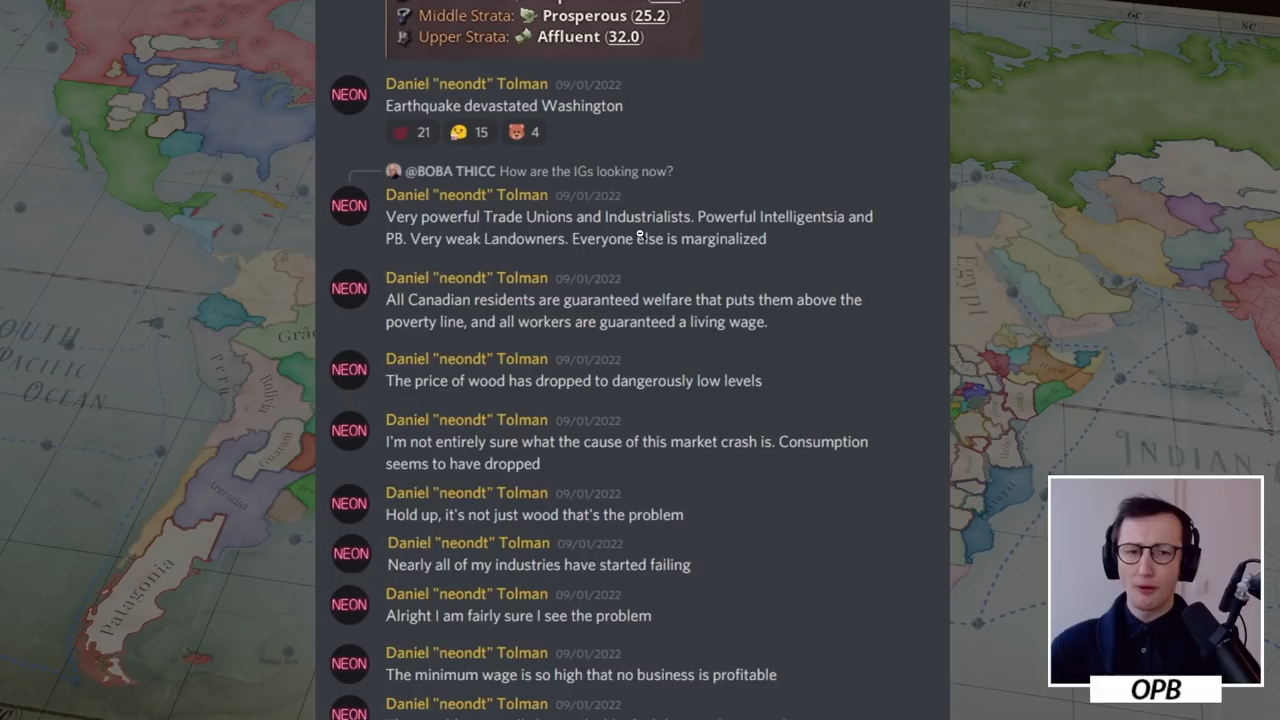 Middle Strata: Prosperous (25.2)
Upper Strata: Affluent (32.0)
NEON
Daniel "neondt" Tolman 09/01/2022
Earthquake devastated Washington
21 15 4
@BOBA THICC How are the IGs looking now?
NEON
Daniel "neondt" Tolman 09/01/2022
Very powerful Trade Unions and Industrialists. Powerful Intelligentsia and
PB. Very weak Landowners. Everyone else is marginalized
NEON
Daniel "neondt" Tolman 09/01/2022
All Canadian residents are guaranteed welfare that puts them above the
poverty line, and all workers are guaranteed a living wage.
NEON
Daniel "neondt" Tolman 09/01/2022
The price of wood has dropped to dangerously low levels
NEON
Daniel "neondt" Tolman 09/01/2022
I'm not entirely sure what the cause of this market crash is. Consumption
seems to have dropped
NEON
Daniel "neondt" Tolman 09/01/2022
Hold up, it's not just wood that's the problem
NEON
Daniel "neondt" Tolman 09/01/2022
Nearly all of my industries have started failing
NEON
Daniel "neondt" Tolman 09/01/2022
Alright I am fairly sure I see the problem
NEON
Daniel "neondt" Tolman 09/01/2022
The minimum wage is so high that no business is profitable
NEON
Daniel "neondt" Tolman 09/01/2022
PACIFIC
OCEAN
Peru
Bolivia
Guarani
Argentina
Patagonia
Egypt
INDIAN
OPB